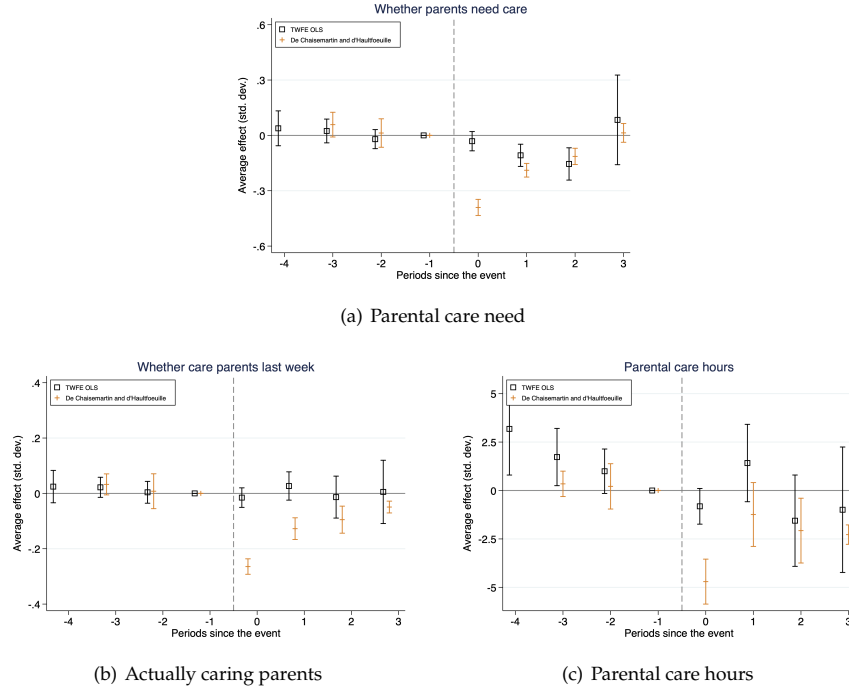 Whether parents need care
TWFE OLS
De Chaisemartin and d'Haultfoeuille
Average effect (std. dev.)
.6
.3
0
-.3
-.6
-4 -3 -2 -1 0 1 2 3
Periods since the event
(a) Parental care need
Whether care parents last week
TWFE OLS
De Chaisemartin and d'Haultfoeuille
Average effect (std. dev.)
.4
.2
0
-.2
-.4
-4 -3 -2 -1 0 1 2 3
Periods since the event
(b) Actually caring parents
Parental care hours
TWFE OLS
De Chaisemartin and d'Haultfoeuille
Average effect (std. dev.)
5
2.5
0
-2.5
-5
-4 -3 -2 -1 0 1 2 3
Periods since the event
(c) Parental care hours